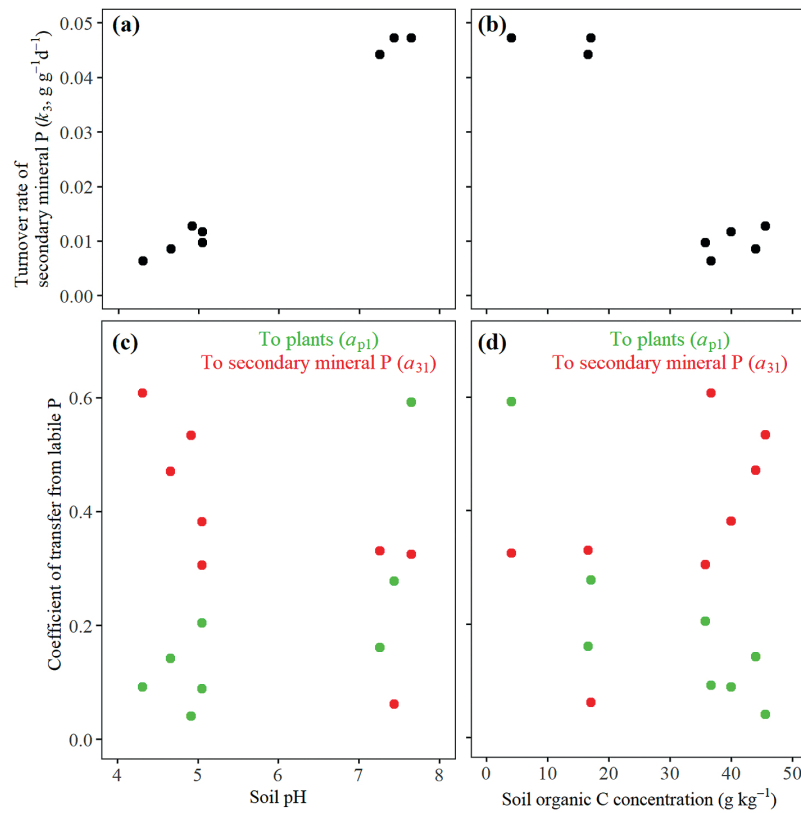 (a)
(b)
Turnover rate of
secondary mineral P (k₃, g g⁻¹d⁻¹)
0.05
0.04
0.03
0.02
0.01
0.00
(c)
To plants (aₚ₁)
To secondary mineral P (a₃₁)
(d)
To plants (aₚ₁)
To secondary mineral P (a₃₁)
Coefficient of transfer from labile P
0.6
0.4
0.2
0.0
4 5 6 7 8
0 10 20 30 40 50
Soil pH
Soil organic C concentration (g kg⁻¹)